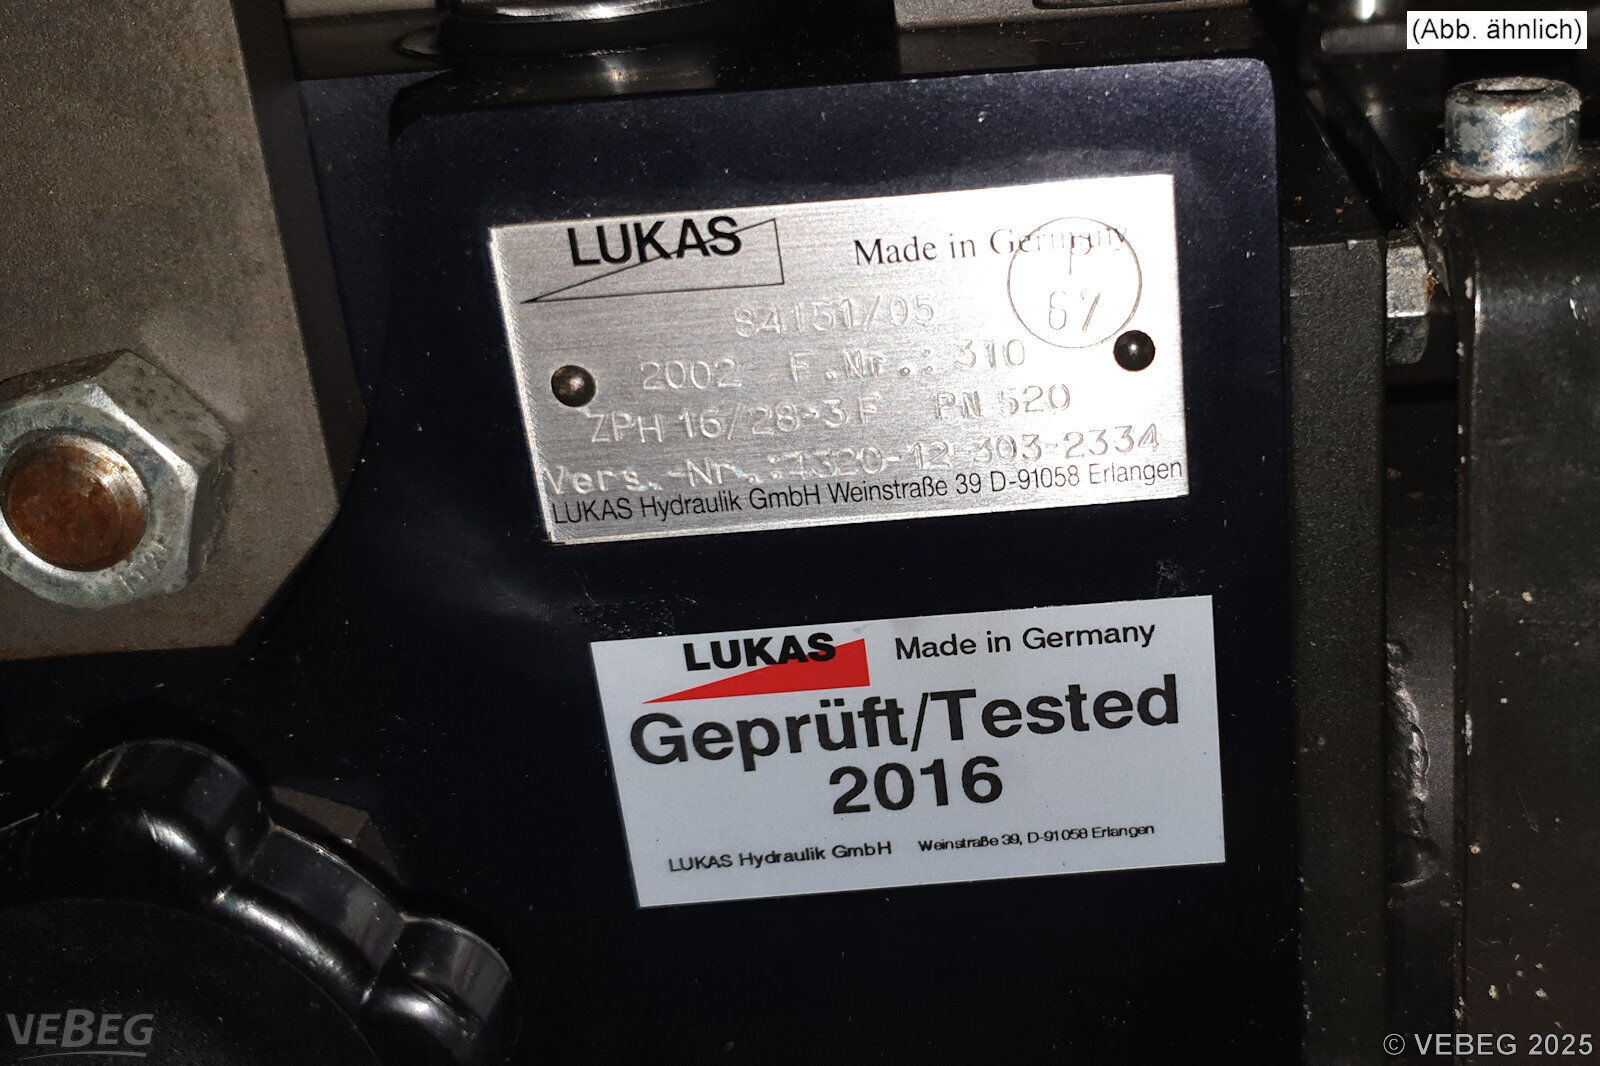 (Abb. ähnlich)
LUKAS
Made in Germany
P
67
84151/05
2002 F.Nr.: 310
ZPH 16/28-3F PN 520
Vers.-Nr.:4320-12-303-2334
LUKAS Hydraulik GmbH Weinstraße 39 D-91058 Erlangen
LUKAS Made in Germany
Geprüft/Tested
2016
LUKAS Hydraulik GmbH Weinstraße 39, D-91058 Erlangen
VEBEG
© VEBEG 2025